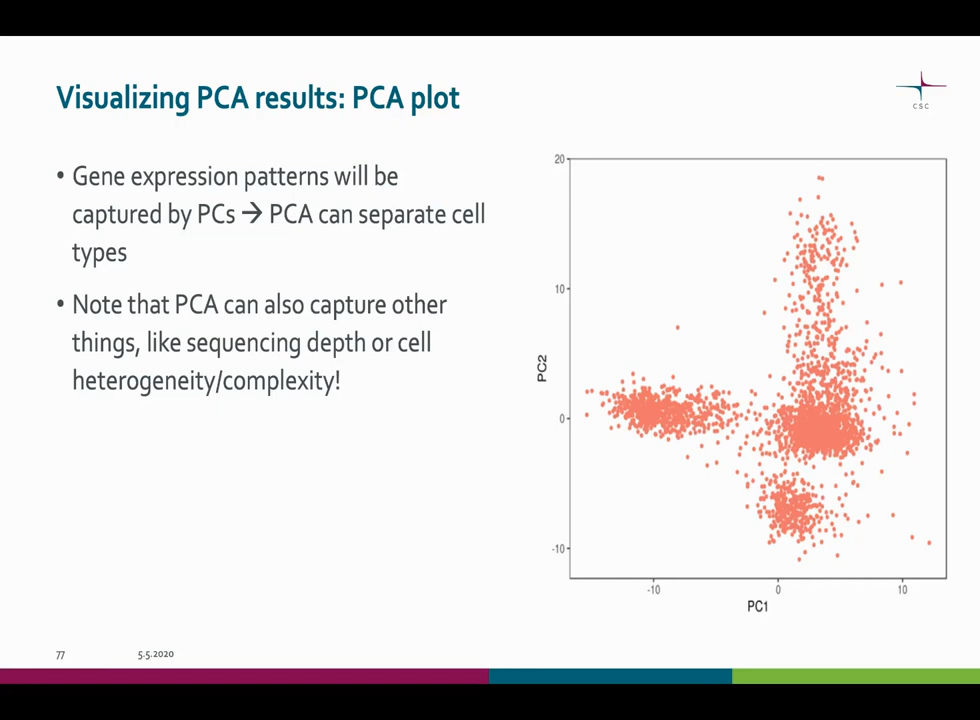 Visualizing PCA results: PCA plot
CSC
• Gene expression patterns will be
captured by PCs → PCA can separate cell
types
• Note that PCA can also capture other
things, like sequencing depth or cell
heterogeneity/complexity!
20
10
0
-10
PC2
-10 0 10
PC1
77 5.5.2020